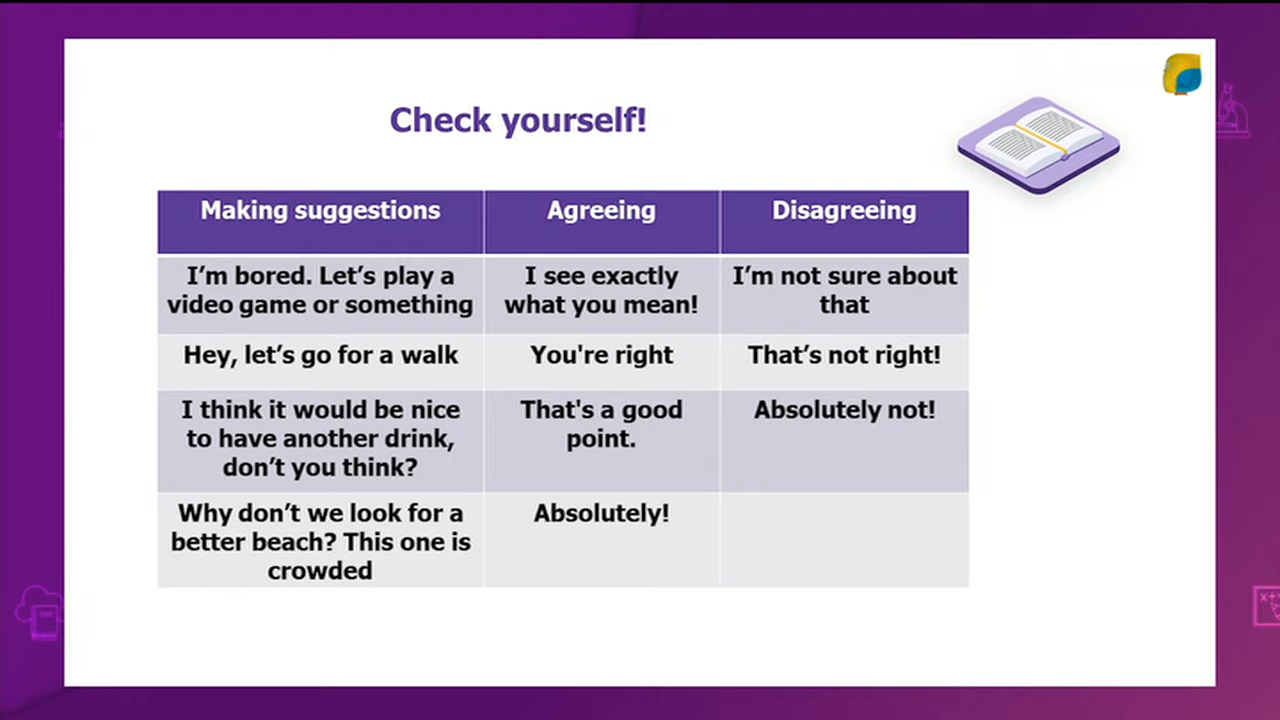 Check yourself!
Making suggestions
Agreeing
Disagreeing
I’m bored. Let’s play a
video game or something
I see exactly
what you mean!
I’m not sure about
that
Hey, let’s go for a walk
You're right
That’s not right!
I think it would be nice
to have another drink,
don’t you think?
That's a good
point.
Absolutely not!
Why don’t we look for a
better beach? This one is
crowded
Absolutely!